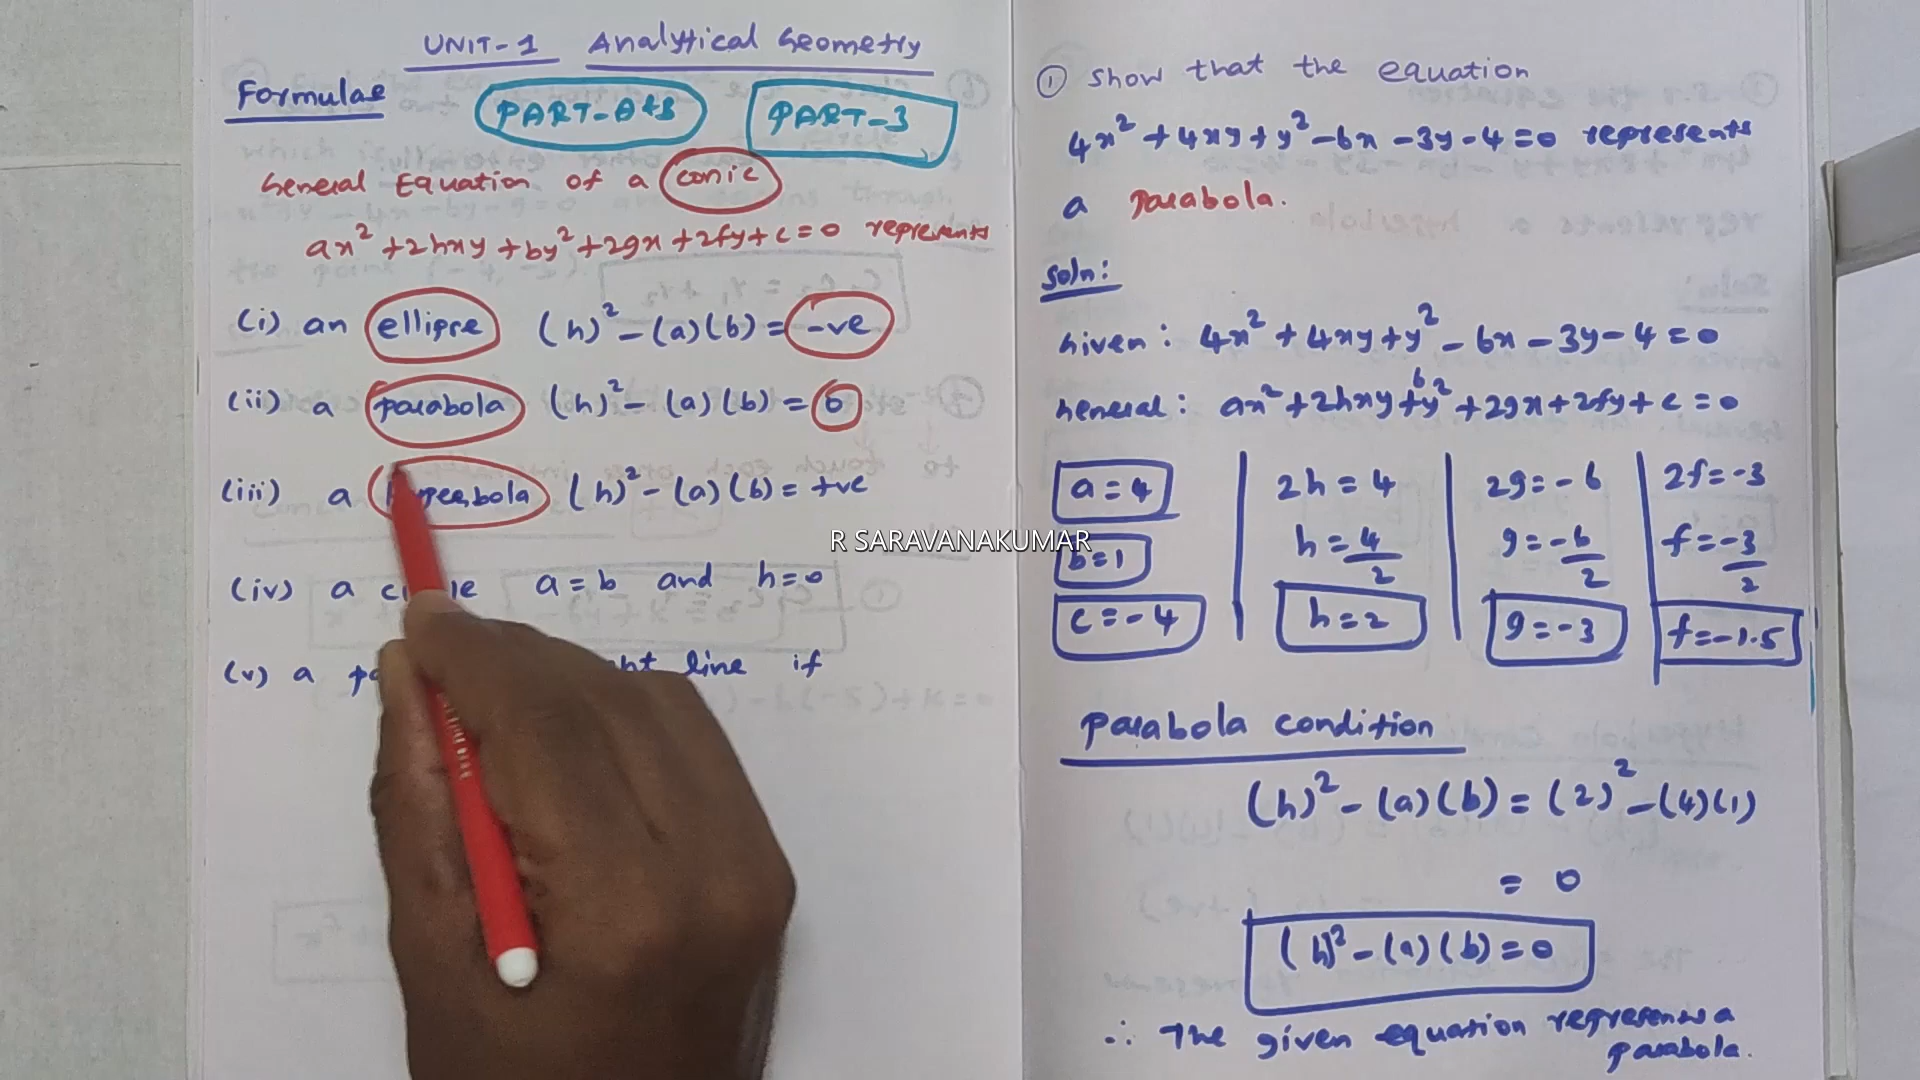 UNIT-1 Analytical Geometry
Formulae
PART-A&B
PART-3
General Equation of a conic
ax² + 2hxy + by² + 2gx + 2fy + c = 0 represents
(i) an ellipse (h)² - (a)(b) = -ve
(ii) a parabola (h)² - (a)(b) = 0
(iii) a hyperbola (h)² - (a)(b) = +ve
(iv) a a = b and h = 0
(v) a line if
① Show that the equation
4x² + 4xy + y² - 6x - 3y - 4 = 0 represents
a parabola.
Soln:
Given: 4x² + 4xy + y² - 6x - 3y - 4 = 0
General: ax² + 2hxy + by² + 2gx + 2fy + c = 0
a = 4 2h = 4 2g = -6 2f = -3
b = 1 h = 4/2 g = -6/2 f = -3/2
c = -4 h = 2 g = -3 f = -1.5
parabola condition
(h)² - (a)(b) = (2)² - (4)(1)
= 0
(h)² - (a)(b) = 0
∴ The given equation represents a
parabola.
R SARAVANAKUMAR